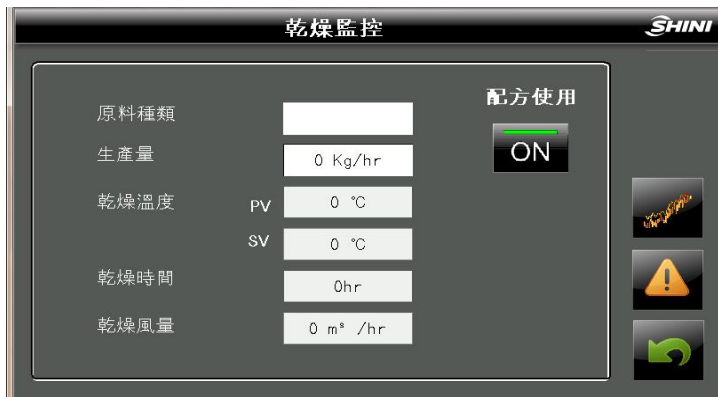 乾燥監控
SHINI
配方使用
ON
原料種類
生產量 0 Kg/hr
乾燥溫度 PV 0 ℃
SV 0 ℃
乾燥時間 0hr
乾燥風量 0 m³ /hr